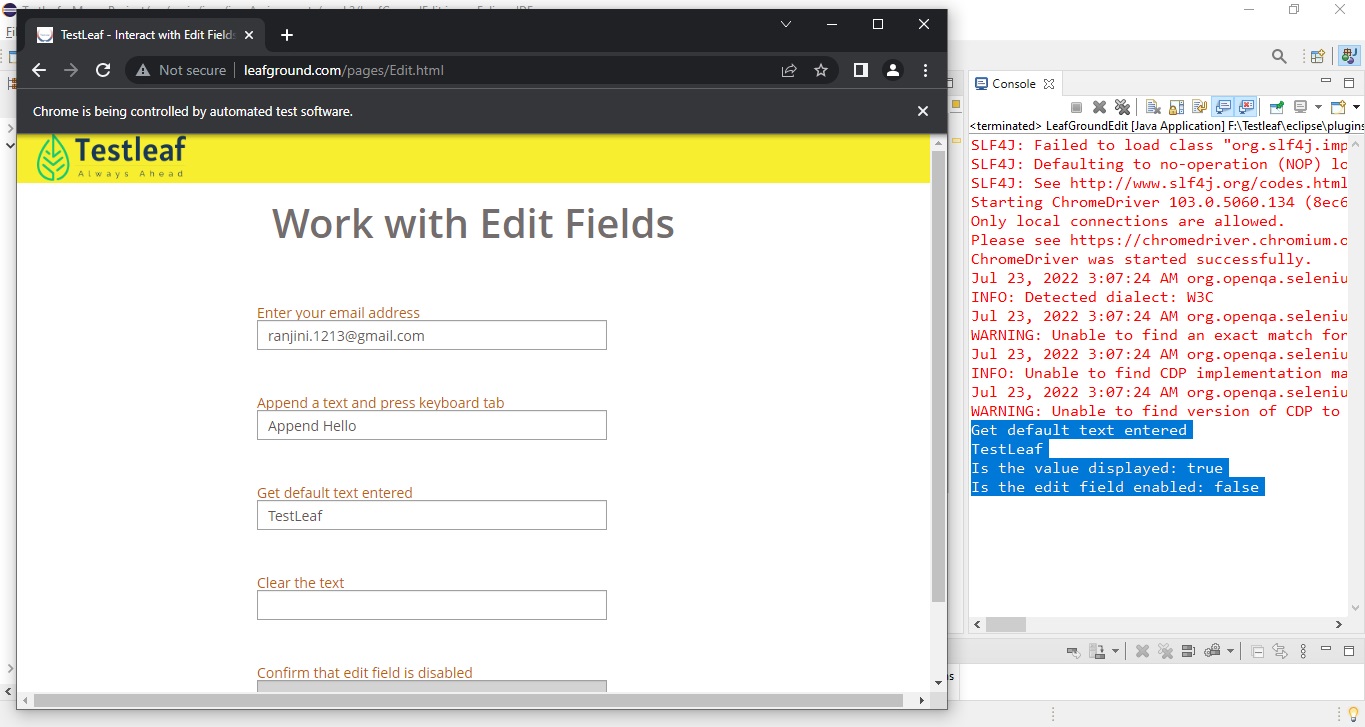 TestLeaf - Interact with Edit Fields
Not secure
leafground.com/pages/Edit.html
Chrome is being controlled by automated test software.
Testleaf
Always Ahead
Work with Edit Fields
Enter your email address
ranjini.1213@gmail.com
Append a text and press keyboard tab
Append Hello
Get default text entered
TestLeaf
Clear the text
Confirm that edit field is disabled
Console
<terminated> LeafGroundEdit [Java Application] F:\Testleaf\eclipse\plugins
SLF4J: Failed to load class "org.slf4j.imp
SLF4J: Defaulting to no-operation (NOP) lo
SLF4J: See http://www.slf4j.org/codes.html
Starting ChromeDriver 103.0.5060.134 (8ec6
Only local connections are allowed.
Please see https://chromedriver.chromium.o
ChromeDriver was started successfully.
Jul 23, 2022 3:07:24 AM org.openqa.seleniu
INFO: Detected dialect: W3C
Jul 23, 2022 3:07:24 AM org.openqa.seleniu
WARNING: Unable to find an exact match for
Jul 23, 2022 3:07:24 AM org.openqa.seleniu
INFO: Unable to find CDP implementation ma
Jul 23, 2022 3:07:24 AM org.openqa.seleniu
WARNING: Unable to find version of CDP to
Get default text entered
TestLeaf
Is the value displayed: true
Is the edit field enabled: false